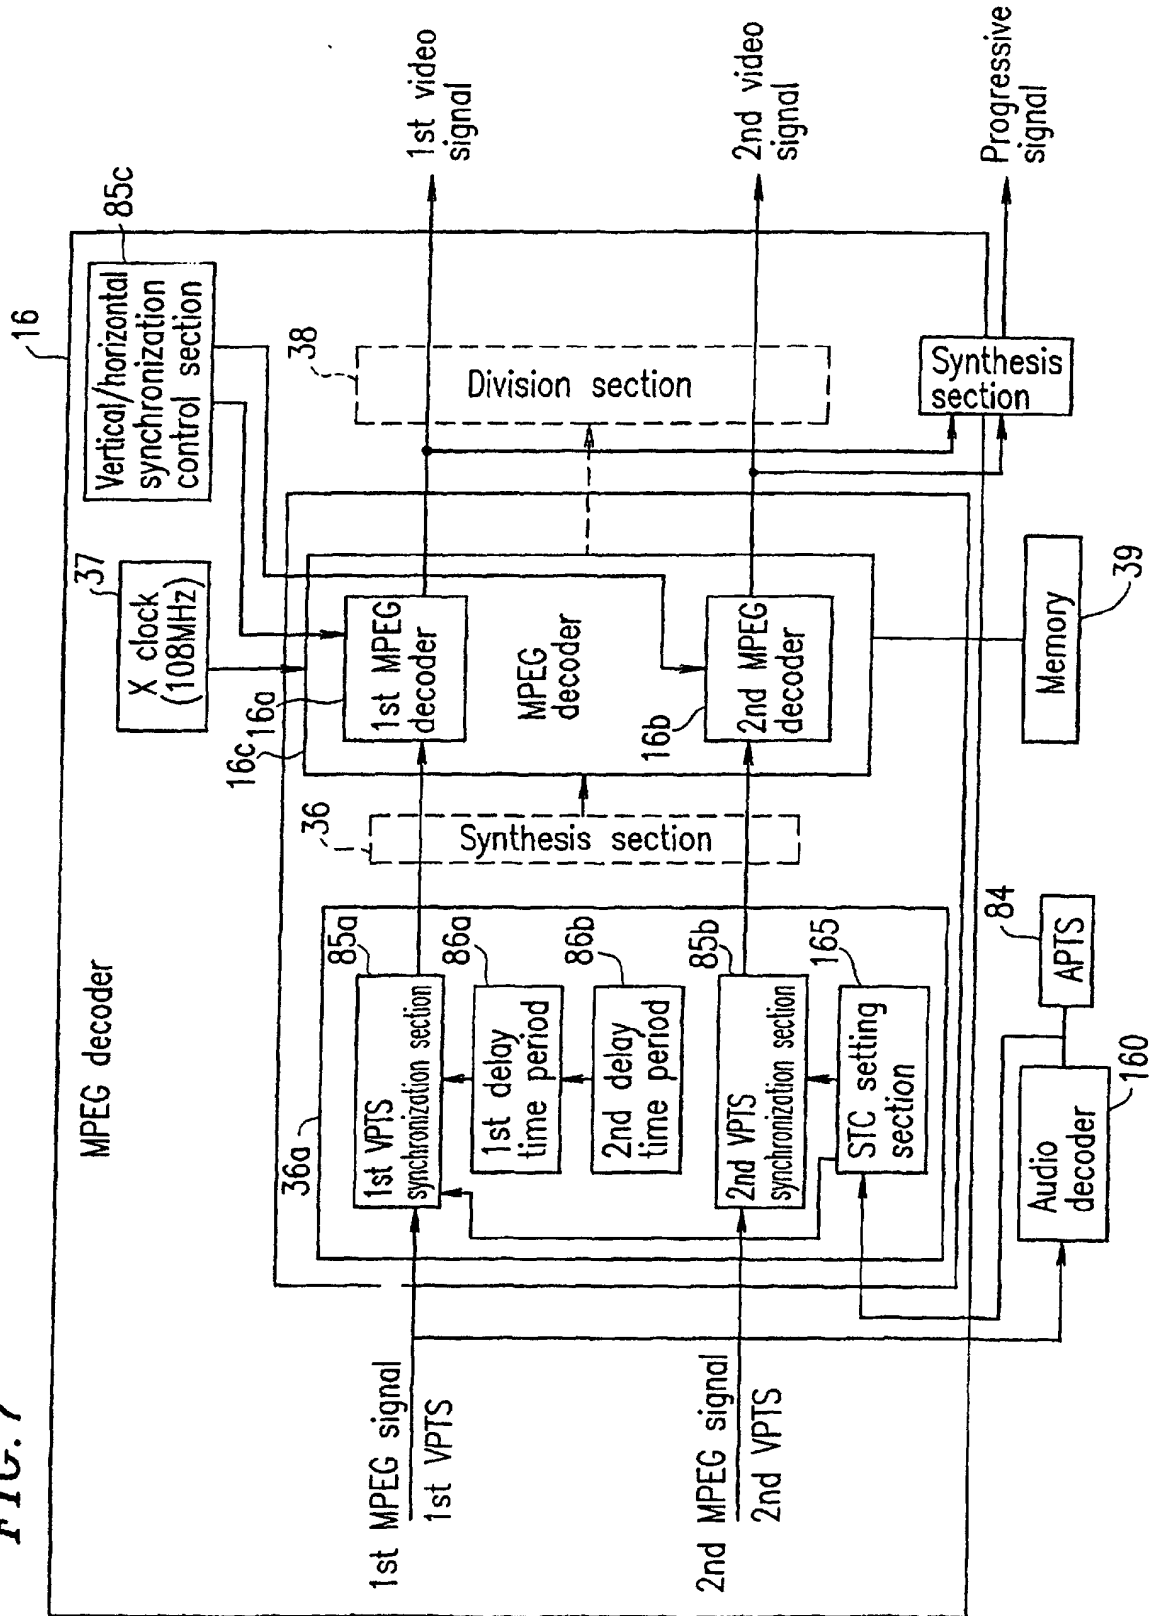 FIG. 7
MPEG decoder
16
85c
Vertical/horizontal
synchronization
control section
37
X clock
(108MHz)
38
Division section
1st video
signal
2nd video
signal
Progressive
signal
Synthesis
section
16c
16a
1st MPEG
decoder
MPEG
decoder
16b
2nd MPEG
decoder
Memory
39
36
Synthesis section
36a
85a
1st VPTS
synchronization section
86a
1st delay
time period
86b
2nd delay
time period
85b
2nd VPTS
synchronization section
165
STC setting
section
84
APTS
Audio
decoder
160
1st MPEG signal
1st VPTS
2nd MPEG signal
2nd VPTS